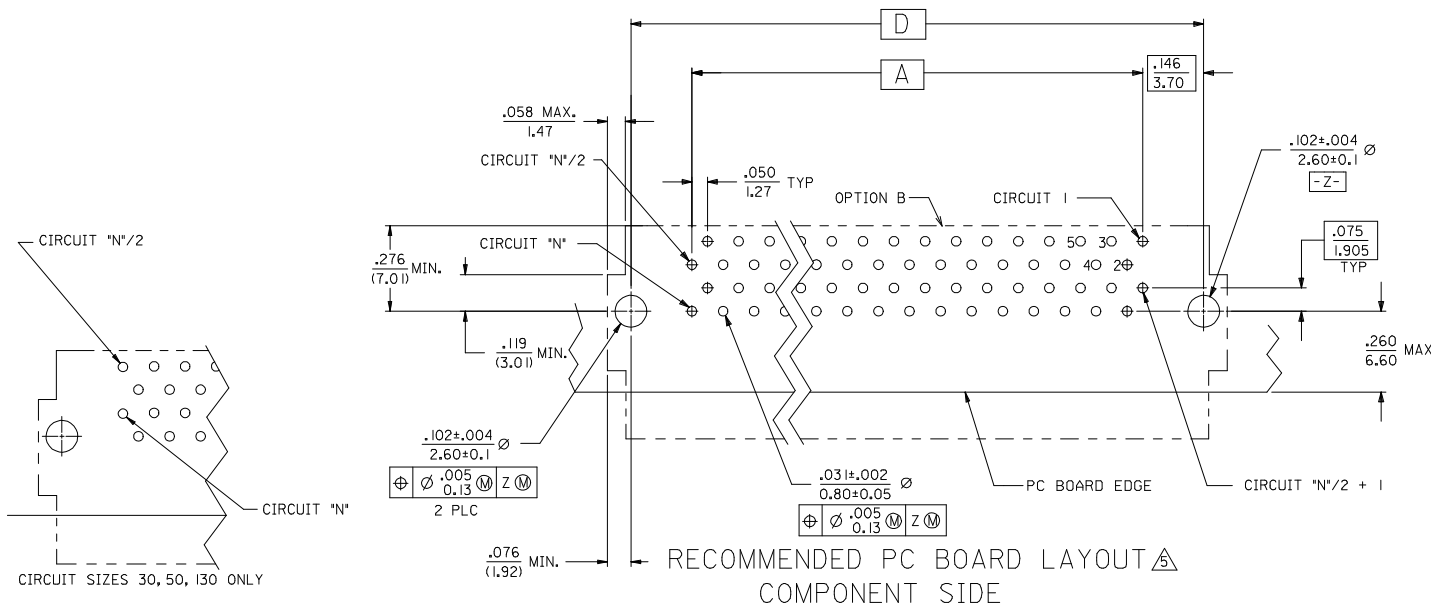 D
A
.146
3.70
.058 MAX.
1.47
CIRCUIT "N"/2
.050
1.27
TYP
OPTION B
CIRCUIT 1
.102±.004
2.60±0.1
Ø
-Z-
CIRCUIT "N"/2
CIRCUIT "N"
5
3
4
2
.075
1.905
TYP
.276
(7.01)
MIN.
.119
(3.01)
MIN.
.260
6.60
MAX
.102±.004
2.60±0.1
Ø
⌖ Ø .005
0.13 Ⓜ Z Ⓜ
2 PLC
.031±.002
0.80±0.05
Ø
⌖ Ø .005
0.13 Ⓜ Z Ⓜ
PC BOARD EDGE
CIRCUIT "N"/2 + 1
CIRCUIT "N"
CIRCUIT SIZES 30, 50, 130 ONLY
.076
(1.92)
MIN.
RECOMMENDED PC BOARD LAYOUT 5
COMPONENT SIDE